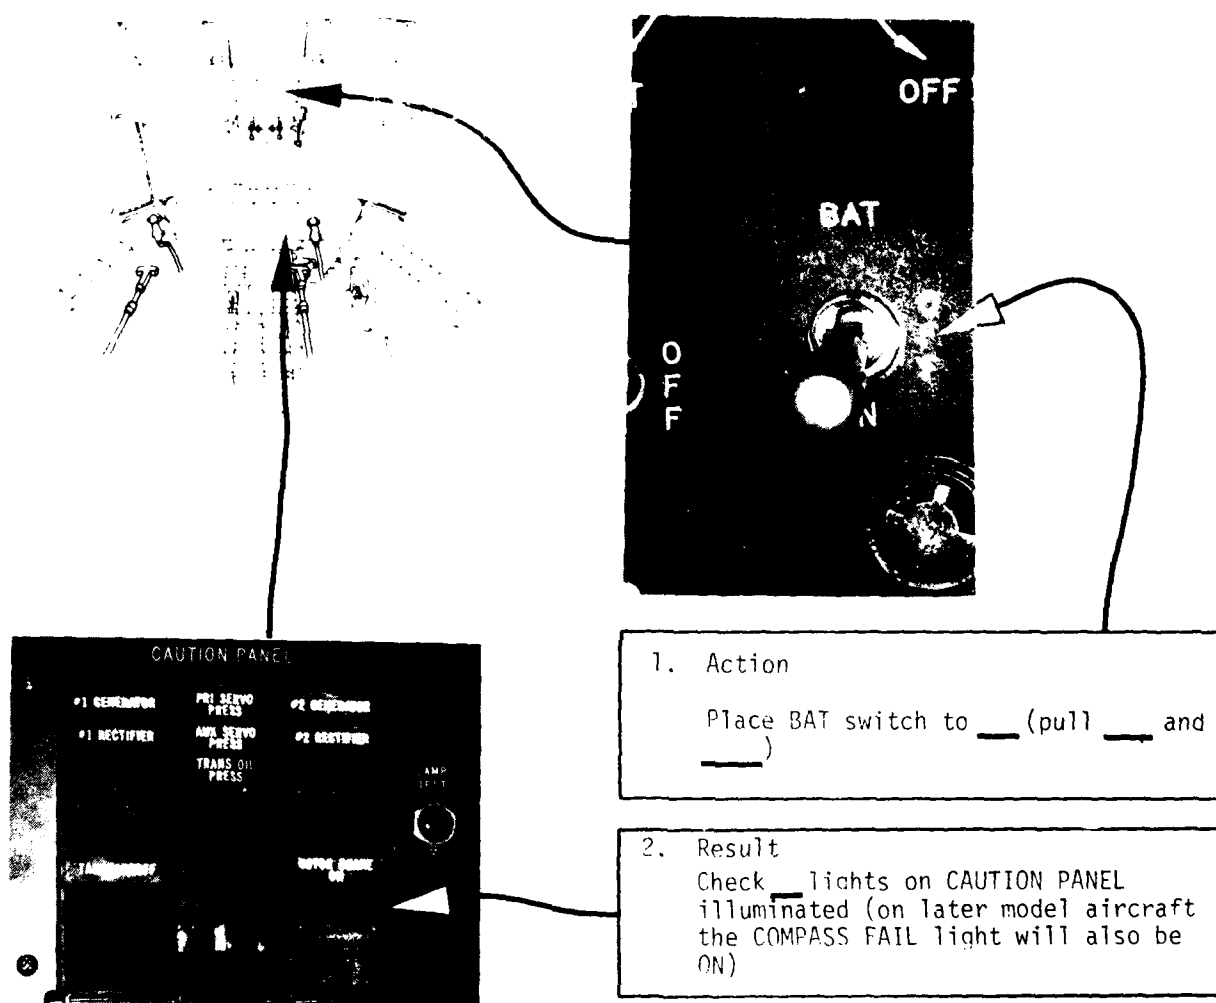 OFF
BAT
O
F
F
N
CAUTION PANEL
#1 GENERATOR
PRI SERVO
PRESS
#2 GENERATOR
#1 RECTIFIER
AUX SERVO
PRESS
#2 RECTIFIER
TRANS OIL
PRESS
ROTOR BRAKE
ON
1. Action
Place BAT switch to ___ (pull ___ and
___)
2. Result
Check __ lights on CAUTION PANEL
illuminated (on later model aircraft
the COMPASS FAIL light will also be
ON)